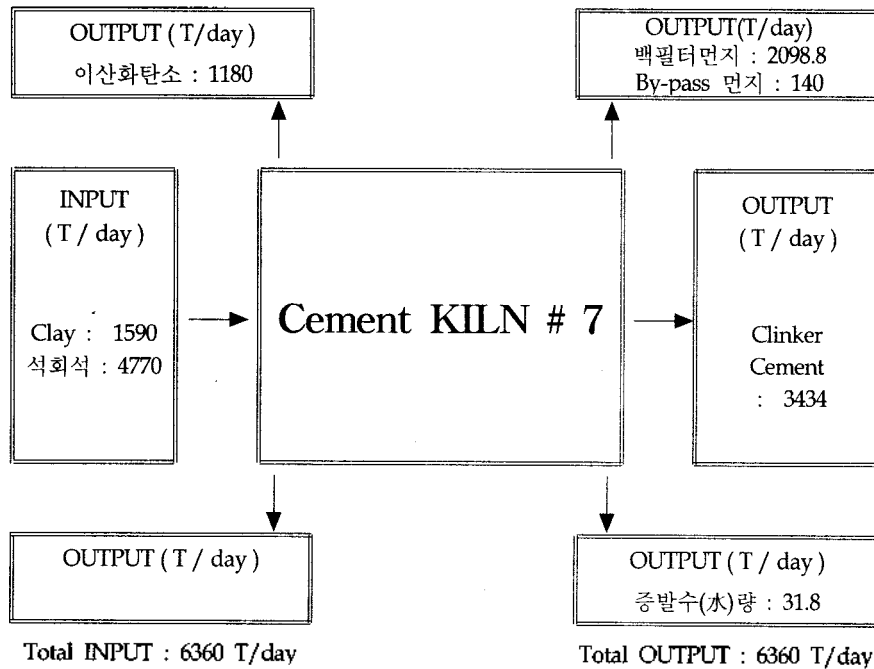 OUTPUT ( T/day )
이산화탄소 : 1180
OUTPUT(T/day)
백필터먼지 : 2098.8
By-pass 먼지 : 140
INPUT
( T / day )
Clay : 1590
석회석 : 4770
Cement KILN # 7
OUTPUT
( T / day )
Clinker
Cement
: 3434
OUTPUT ( T / day )
OUTPUT ( T / day )
증발수(水)량 : 31.8
Total INPUT : 6360 T/day
Total OUTPUT : 6360 T/day